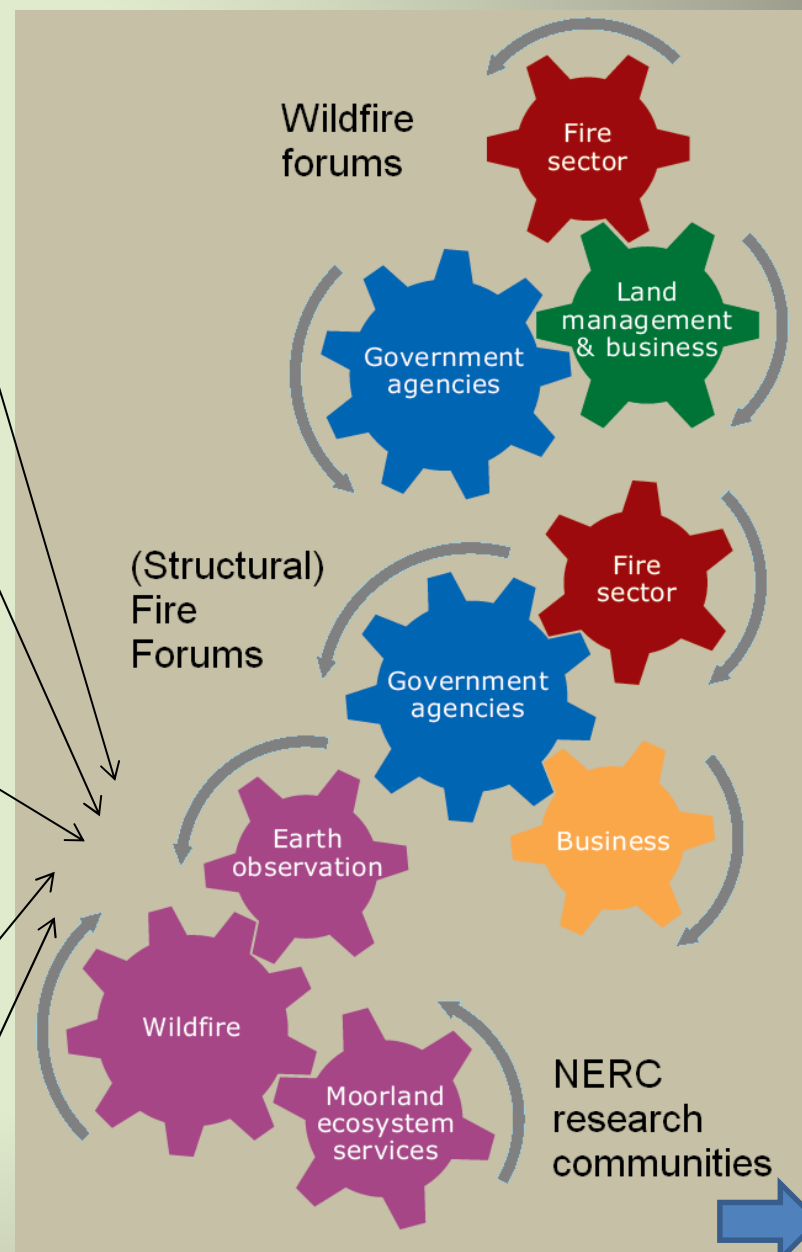 Wildfire
forums
Fire
sector
Land
management
& business
Government
agencies
(Structural)
Fire
Forums
Fire
sector
Government
agencies
Business
Earth
observation
Wildfire
Moorland
ecosystem
services
NERC
research
communities